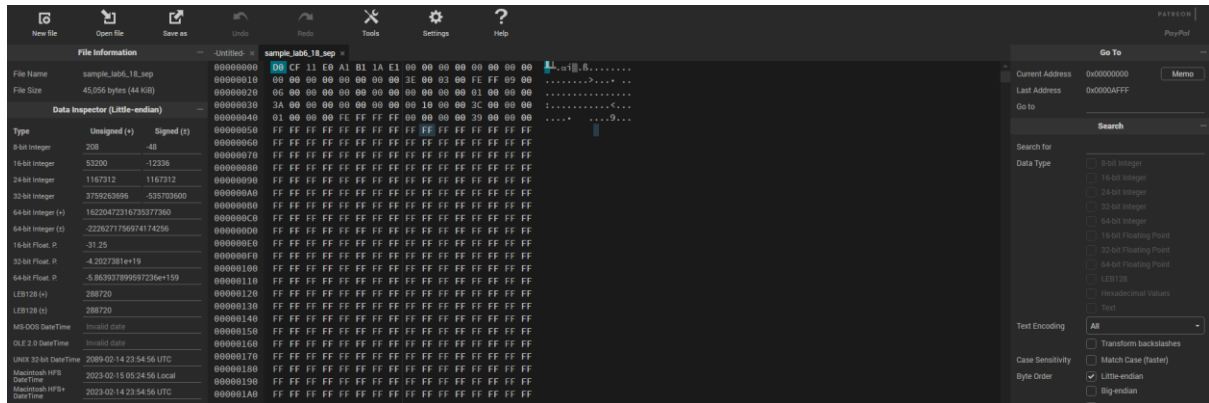 New file Open file Save as Undo Redo Tools Settings Help PATREON PayPal
File Information
File Name sample_lab6_18_sep
File Size 45,056 bytes (44 KiB)
Data Inspector (Little-endian)
Type Unsigned (+) Signed (±)
8-bit Integer 208 -48
16-bit Integer 53200 -12336
24-bit Integer 1167312 1167312
32-bit Integer 3759263696 -535703600
64-bit Integer (+) 16220472316735377360
64-bit Integer (±) -2226271756974174256
16-bit Float. P. -31.25
32-bit Float. P. -4.2027381e+19
64-bit Float. P. -5.863937899597236e+159
LEB128 (+) 288720
LEB128 (±) 288720
MS-DOS DateTime Invalid date
OLE 2.0 DateTime Invalid date
UNIX 32-bit DateTime 2089-02-14 23:54:56 UTC
Macintosh HFS DateTime 2023-02-15 05:24:56 Local
Macintosh HFS+ DateTime 2023-02-14 23:54:56 UTC
-Untitled- × sample_lab6_18_sep ×
00000000 D0 CF 11 E0 A1 B1 1A E1 00 00 00 00 00 00 00 00
00000010 00 00 00 00 00 00 00 00 3E 00 03 00 FE FF 09 00 ........>...
00000020 06 00 00 00 00 00 00 00 00 00 00 00 01 00 00 00 ................
00000030 3A 00 00 00 00 00 00 00 00 10 00 00 3C 00 00 00 :...........<...
00000040 01 00 00 00 FE FF FF FF 00 00 00 00 39 00 00 00 ....9...
00000050 FF FF FF FF FF FF FF FF FF FF FF FF FF FF FF FF
00000060 FF FF FF FF FF FF FF FF FF FF FF FF FF FF FF FF
00000070 FF FF FF FF FF FF FF FF FF FF FF FF FF FF FF FF
00000080 FF FF FF FF FF FF FF FF FF FF FF FF FF FF FF FF
00000090 FF FF FF FF FF FF FF FF FF FF FF FF FF FF FF FF
000000A0 FF FF FF FF FF FF FF FF FF FF FF FF FF FF FF FF
000000B0 FF FF FF FF FF FF FF FF FF FF FF FF FF FF FF FF
000000C0 FF FF FF FF FF FF FF FF FF FF FF FF FF FF FF FF
000000D0 FF FF FF FF FF FF FF FF FF FF FF FF FF FF FF FF
000000E0 FF FF FF FF FF FF FF FF FF FF FF FF FF FF FF FF
000000F0 FF FF FF FF FF FF FF FF FF FF FF FF FF FF FF FF
00000100 FF FF FF FF FF FF FF FF FF FF FF FF FF FF FF FF
00000110 FF FF FF FF FF FF FF FF FF FF FF FF FF FF FF FF
00000120 FF FF FF FF FF FF FF FF FF FF FF FF FF FF FF FF
00000130 FF FF FF FF FF FF FF FF FF FF FF FF FF FF FF FF
00000140 FF FF FF FF FF FF FF FF FF FF FF FF FF FF FF FF
00000150 FF FF FF FF FF FF FF FF FF FF FF FF FF FF FF FF
00000160 FF FF FF FF FF FF FF FF FF FF FF FF FF FF FF FF
00000170 FF FF FF FF FF FF FF FF FF FF FF FF FF FF FF FF
00000180 FF FF FF FF FF FF FF FF FF FF FF FF FF FF FF FF
00000190 FF FF FF FF FF FF FF FF FF FF FF FF FF FF FF FF
000001A0 FF FF FF FF FF FF FF FF FF FF FF FF FF FF FF FF
Go To
Current Address 0x00000000 Memo
Last Address 0x0000AFFF
Go to
Search
Search for
Data Type 8-bit Integer
16-bit Integer
24-bit Integer
32-bit Integer
64-bit Integer
16-bit Floating Point
32-bit Floating Point
64-bit Floating Point
LEB128
Hexadecimal Values
Text
Text Encoding All
Transform backslashes
Case Sensitivity Match Case (faster)
Byte Order Little-endian
Big-endian